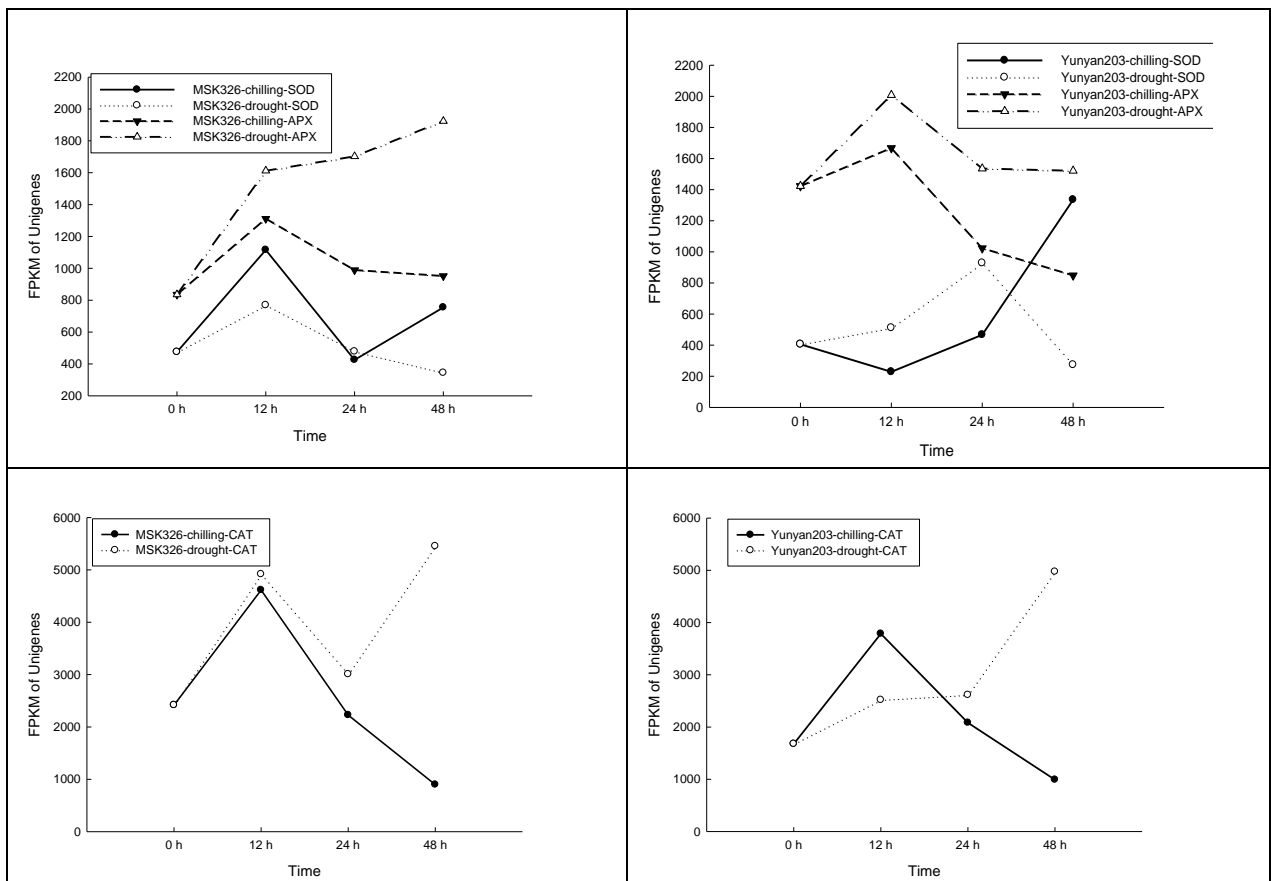 MSK326-chilling-SOD
MSK326-drought-SOD
MSK326-chilling-APX
MSK326-drought-APX
FPKM of Unigenes
2200
2000
1800
1600
1400
1200
1000
800
600
400
200
0 h 12 h 24 h 48 h
Time
Yunyan203-chilling-SOD
Yunyan203-drought-SOD
Yunyan203-chilling-APX
Yunyan203-drought-APX
FPKM of Unigenes
2200
2000
1800
1600
1400
1200
1000
800
600
400
200
0
0 h 12 h 24 h 48 h
Time
MSK326-chilling-CAT
MSK326-drought-CAT
FPKM of Unigenes
6000
5000
4000
3000
2000
1000
0
0 h 12 h 24 h 48 h
Time
Yunyan203-chilling-CAT
Yunyan203-drought-CAT
FPKM of Unigenes
6000
5000
4000
3000
2000
1000
0
0 h 12 h 24 h 48 h
Time